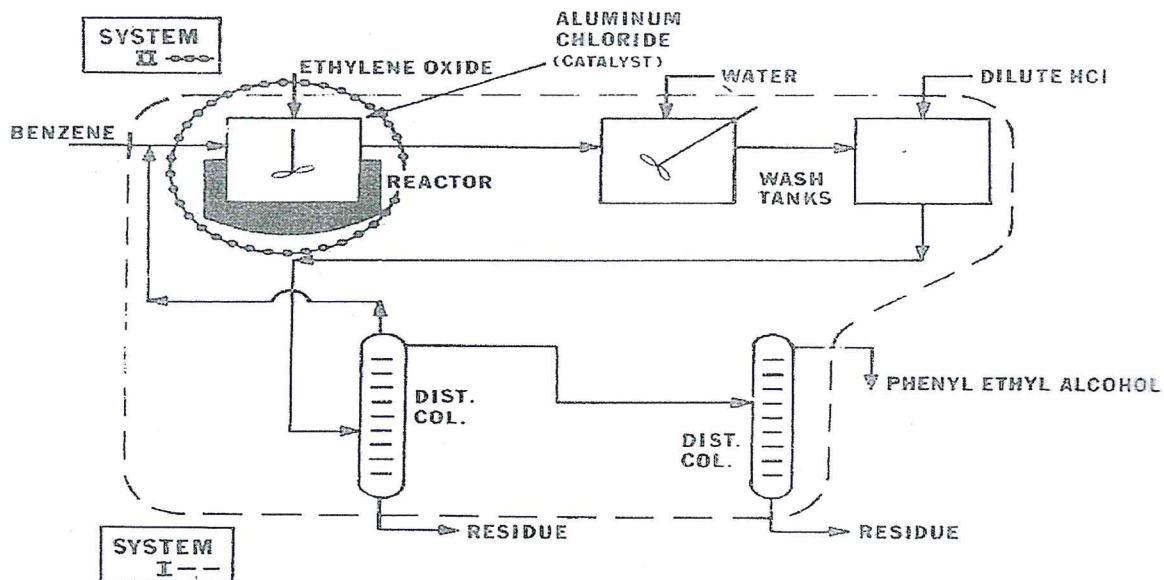 SYSTEM
II
ALUMINUM
CHLORIDE
(CATALYST)
ETHYLENE OXIDE
WATER
DILUTE HCl
BENZENE
REACTOR
WASH
TANKS
DIST.
COL.
PHENYL ETHYL ALCOHOL
DIST.
COL.
RESIDUE
RESIDUE
SYSTEM
I